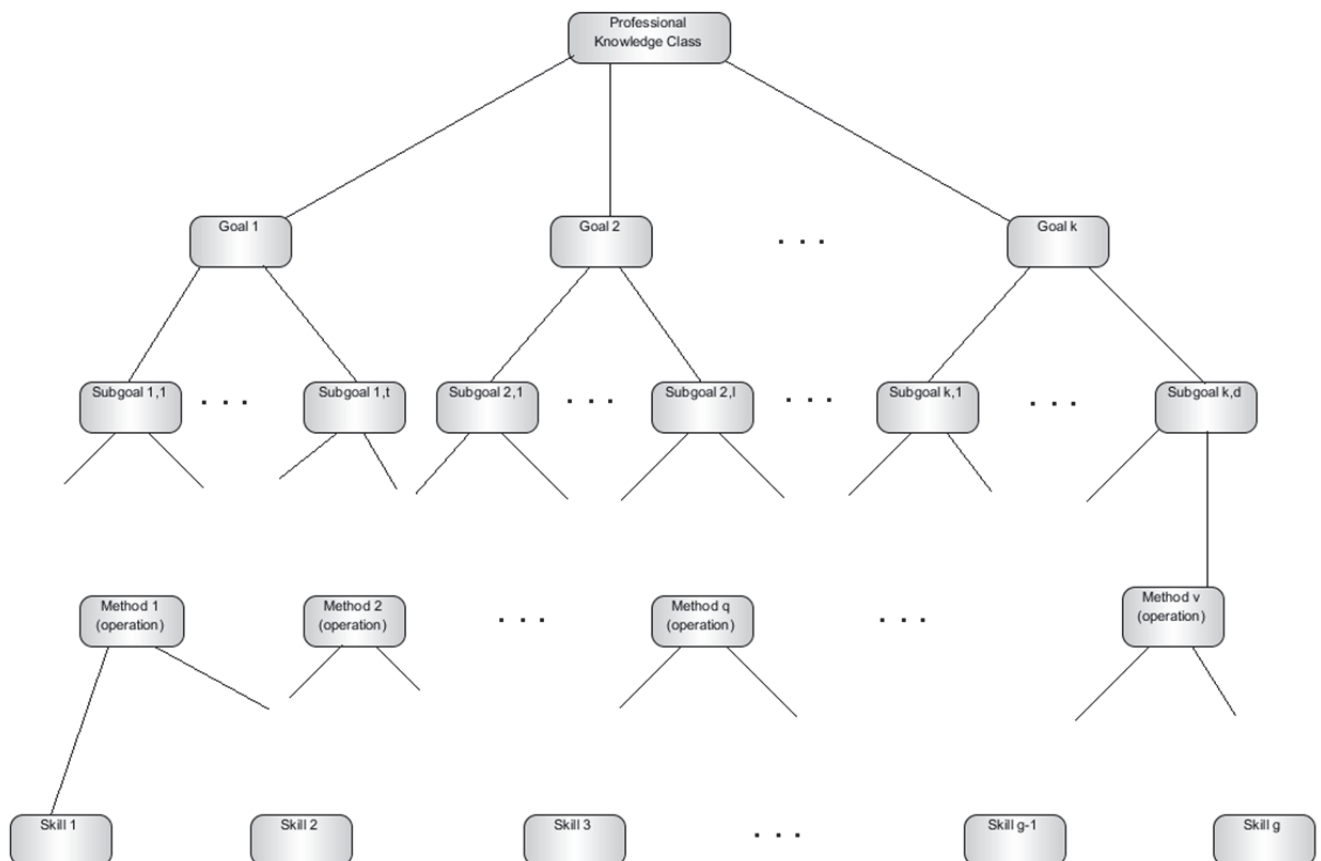 Professional
Knowledge Class
Goal 1
Goal 2
. . .
Goal k
Subgoal 1,1
. . .
Subgoal 1,t
Subgoal 2,1
. . .
Subgoal 2,l
. . .
Subgoal k,1
. . .
Subgoal k,d
Method 1
(operation)
Method 2
(operation)
. . .
Method q
(operation)
. . .
Method v
(operation)
Skill 1
Skill 2
Skill 3
. . .
Skill g-1
Skill g